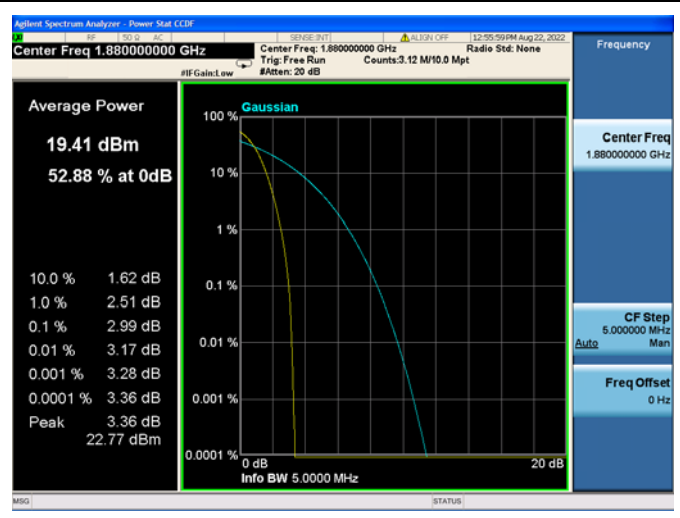 Agilent Spectrum Analyzer - Power Stat CCDF
RF 50 Ω AC SENSE:INT ALIGN OFF 12:55:59 PM Aug 22, 2022
Center Freq 1.880000000 GHz
Center Freq: 1.880000000 GHz Radio Std: None
Trig: Free Run Counts:3.12 M/10.0 Mpt
#IFGain:Low #Atten: 20 dB
Frequency
Average Power
19.41 dBm
52.88 % at 0dB
10.0 % 1.62 dB
1.0 % 2.51 dB
0.1 % 2.99 dB
0.01 % 3.17 dB
0.001 % 3.28 dB
0.0001 % 3.36 dB
Peak 3.36 dB
22.77 dBm
Gaussian
100 %
10 %
1 %
0.1 %
0.01 %
0.001 %
0.0001 %
0 dB 20 dB
Info BW 5.0000 MHz
Center Freq
1.880000000 GHz
CF Step
5.000000 MHz
Auto Man
Freq Offset
0 Hz
MSG STATUS